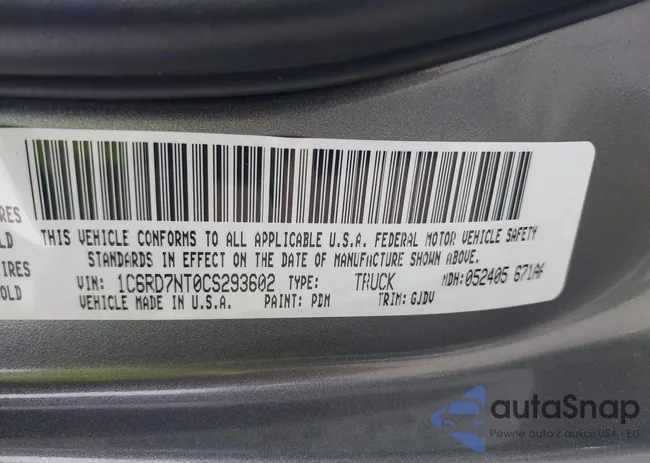 IRES
OLD
IRES
OLD
THIS VEHICLE CONFORMS TO ALL APPLICABLE U.S.A. FEDERAL MOTOR VEHICLE SAFETY
STANDARDS IN EFFECT ON THE DATE OF MANUFACTURE SHOWN ABOVE.
VIN: 1C6RD7NT0CS293602 TYPE: TRUCK MDH: 052405 671AF
VEHICLE MADE IN U.S.A. PAINT: PDM TRIM: GJDV
autaSnap
Pewne auta z aukcji USA i EU